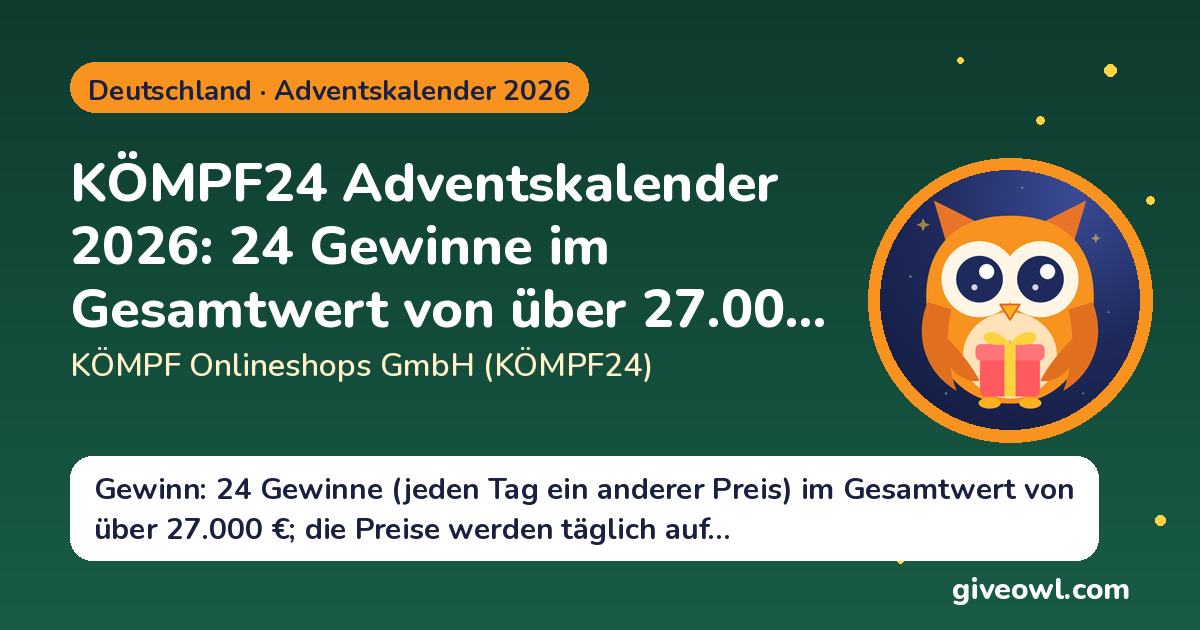 Deutschland · Adventskalender 2026
KÖMPF24 Adventskalender
2026: 24 Gewinne im
Gesamtwert von über 27.00...
KÖMPF Onlineshops GmbH (KÖMPF24)
Gewinn: 24 Gewinne (jeden Tag ein anderer Preis) im Gesamtwert von
über 27.000 €; die Preise werden täglich auf...
giveowl.com